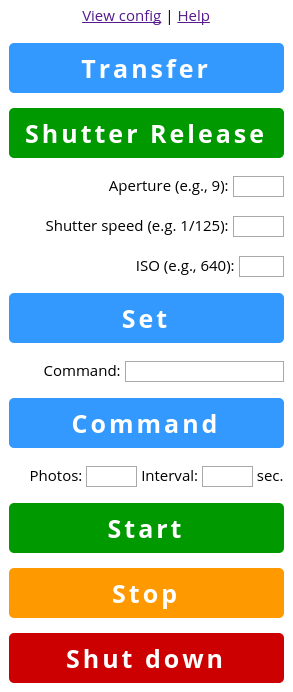 View config | Help
Transfer
Shutter Release
Aperture (e.g., 9):
Shutter speed (e.g. 1/125):
ISO (e.g., 640):
Set
Command:
Command
Photos: Interval: sec.
Start
Stop
Shut down